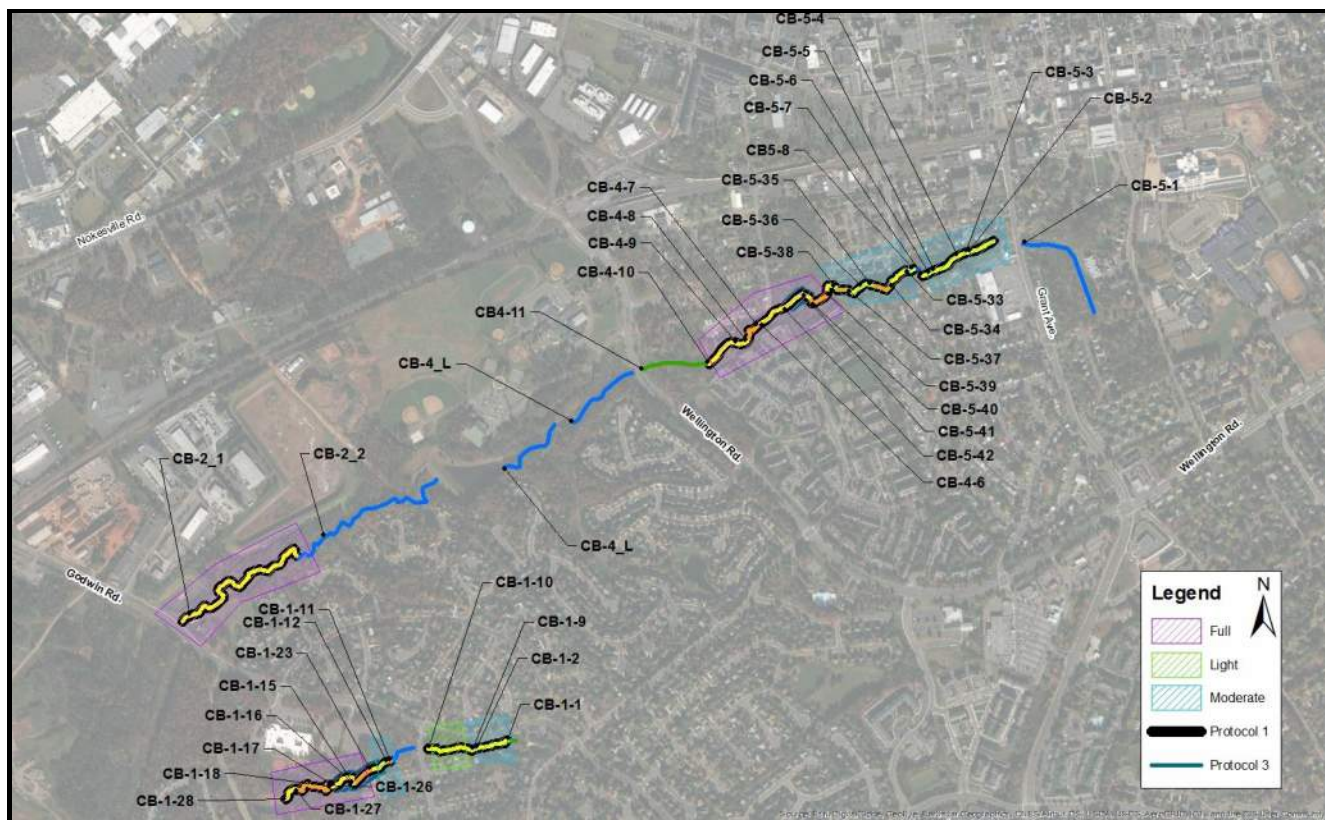 CB-5-4
CB-5-5
CB-5-6
CB-5-7
CB-5-3
CB-5-2
CB5-8
CB-5-35
CB-5-1
CB-4-7
CB-4-8
CB-4-9
CB-4-10
CB-5-36
CB-5-38
Nokesville Rd.
CB4-11
CB-5-33
Grant Ave.
CB-5-34
CB-4_L
CB-5-37
CB-5-39
CB-5-40
Wellington Rd.
CB-5-41
Wellington Rd.
CB-2_1
CB-2_2
CB-5-42
CB-4-6
CB-4_L
Godwin Rd.
CB-1-10
CB-1-11
CB-1-12
CB-1-9
CB-1-23
CB-1-2
CB-1-15
CB-1-1
CB-1-16
CB-1-17
CB-1-18
CB-1-26
CB-1-28
CB-1-27
Legend
N
Full
Light
Moderate
Protocol 1
Protocol 3